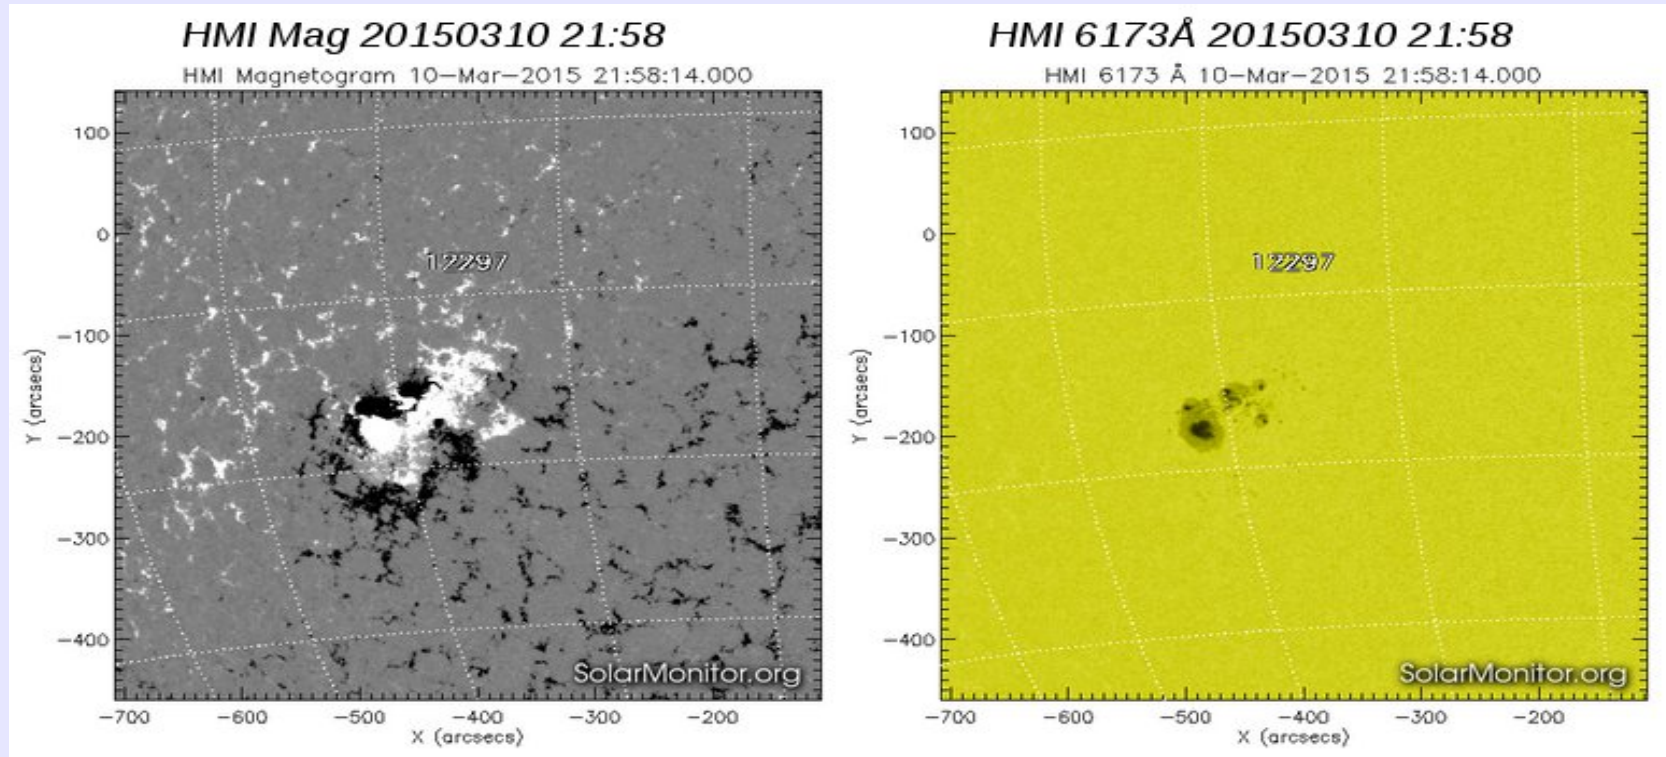 HMI Mag 20150310 21:58
HMI Magnetogram 10-Mar-2015 21:58:14.000
100
0
-100
-200
-300
-400
Y (arcsecs)
12297
SolarMonitor.org
-700 -600 -500 -400 -300 -200
X (arcsecs)
HMI 6173Å 20150310 21:58
HMI 6173 Å 10-Mar-2015 21:58:14.000
100
0
-100
-200
-300
-400
Y (arcsecs)
12297
SolarMonitor.org
-700 -600 -500 -400 -300 -200
X (arcsecs)